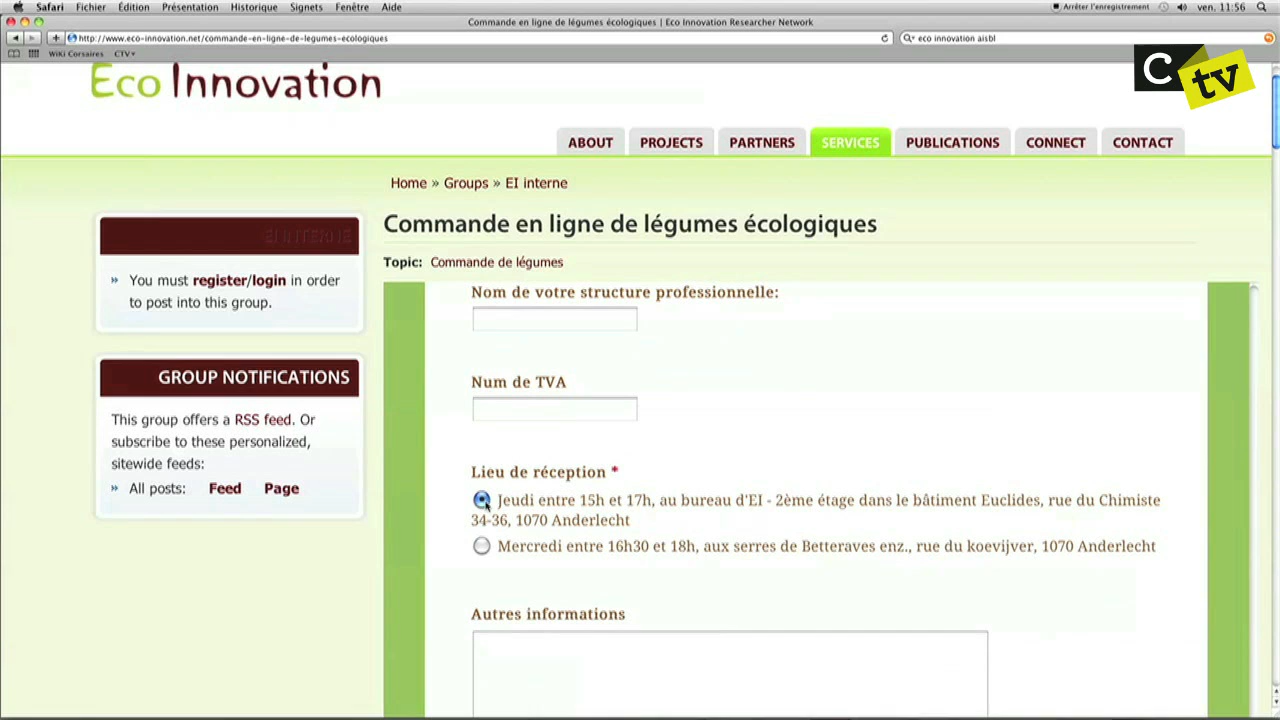 Safari Fichier Édition Présentation Historique Signets Fenêtre Aide Arrêter l'enregistrement ven. 11:56
Commande en ligne de légumes écologiques | Eco Innovation Researcher Network
http://www.eco-innovation.net/commande-en-ligne-de-legumes-ecologiques eco innovation aisbl
Wiki Corsaires CTV
C tv
Eco Innovation
ABOUT PROJECTS PARTNERS SERVICES PUBLICATIONS CONNECT CONTACT
Home » Groups » EI interne
Commande en ligne de légumes écologiques
Topic: Commande de légumes
EI INTERNE
» You must register/login in order
to post into this group.
GROUP NOTIFICATIONS
This group offers a RSS feed. Or
subscribe to these personalized,
sitewide feeds:
» All posts: Feed Page
Nom de votre structure professionnelle:
Num de TVA
Lieu de réception *
Jeudi entre 15h et 17h, au bureau d'EI - 2ème étage dans le bâtiment Euclides, rue du Chimiste
34-36, 1070 Anderlecht
Mercredi entre 16h30 et 18h, aux serres de Betteraves enz., rue du koevijver, 1070 Anderlecht
Autres informations